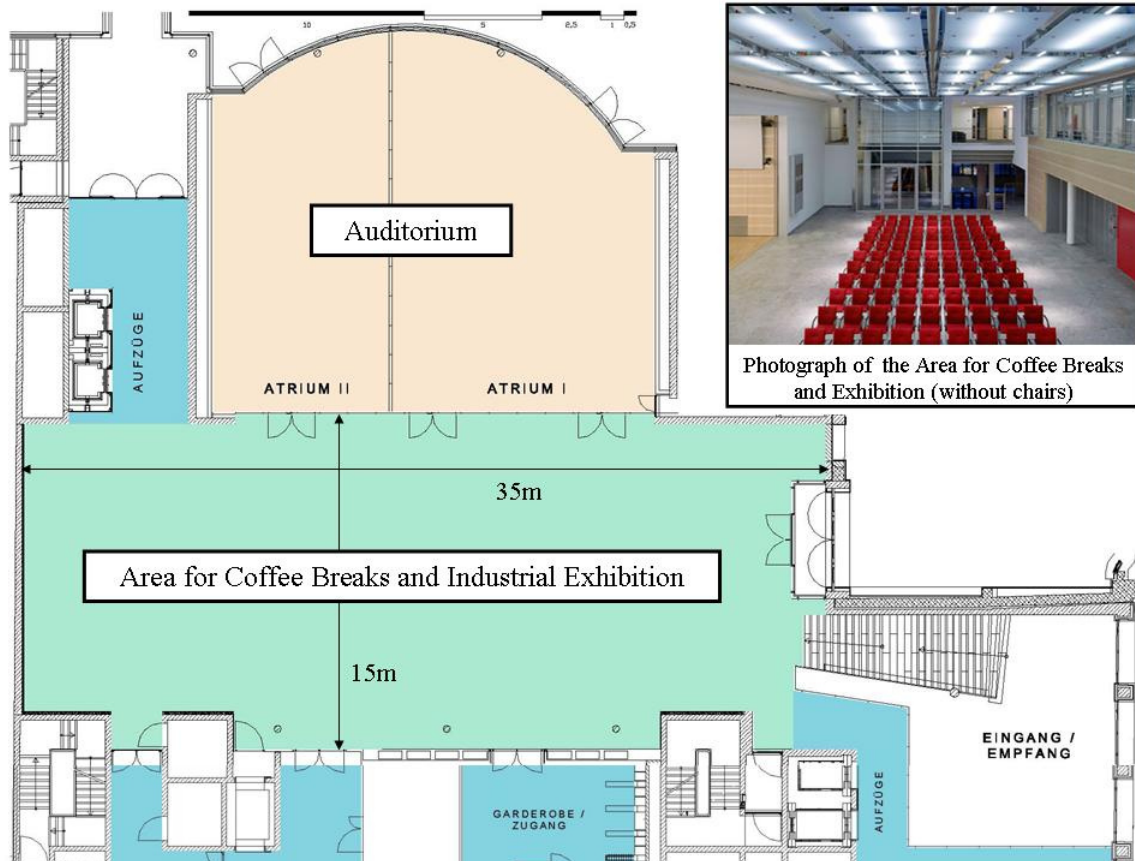 10 5 2,5 1 0,5
Auditorium
AUFZÜGE
ATRIUM II ATRIUM I
Photograph of the Area for Coffee Breaks
and Exhibition (without chairs)
35m
Area for Coffee Breaks and Industrial Exhibition
15m
EINGANG /
EMPFANG
AUFZÜGE
GARDEROBE /
ZUGANG